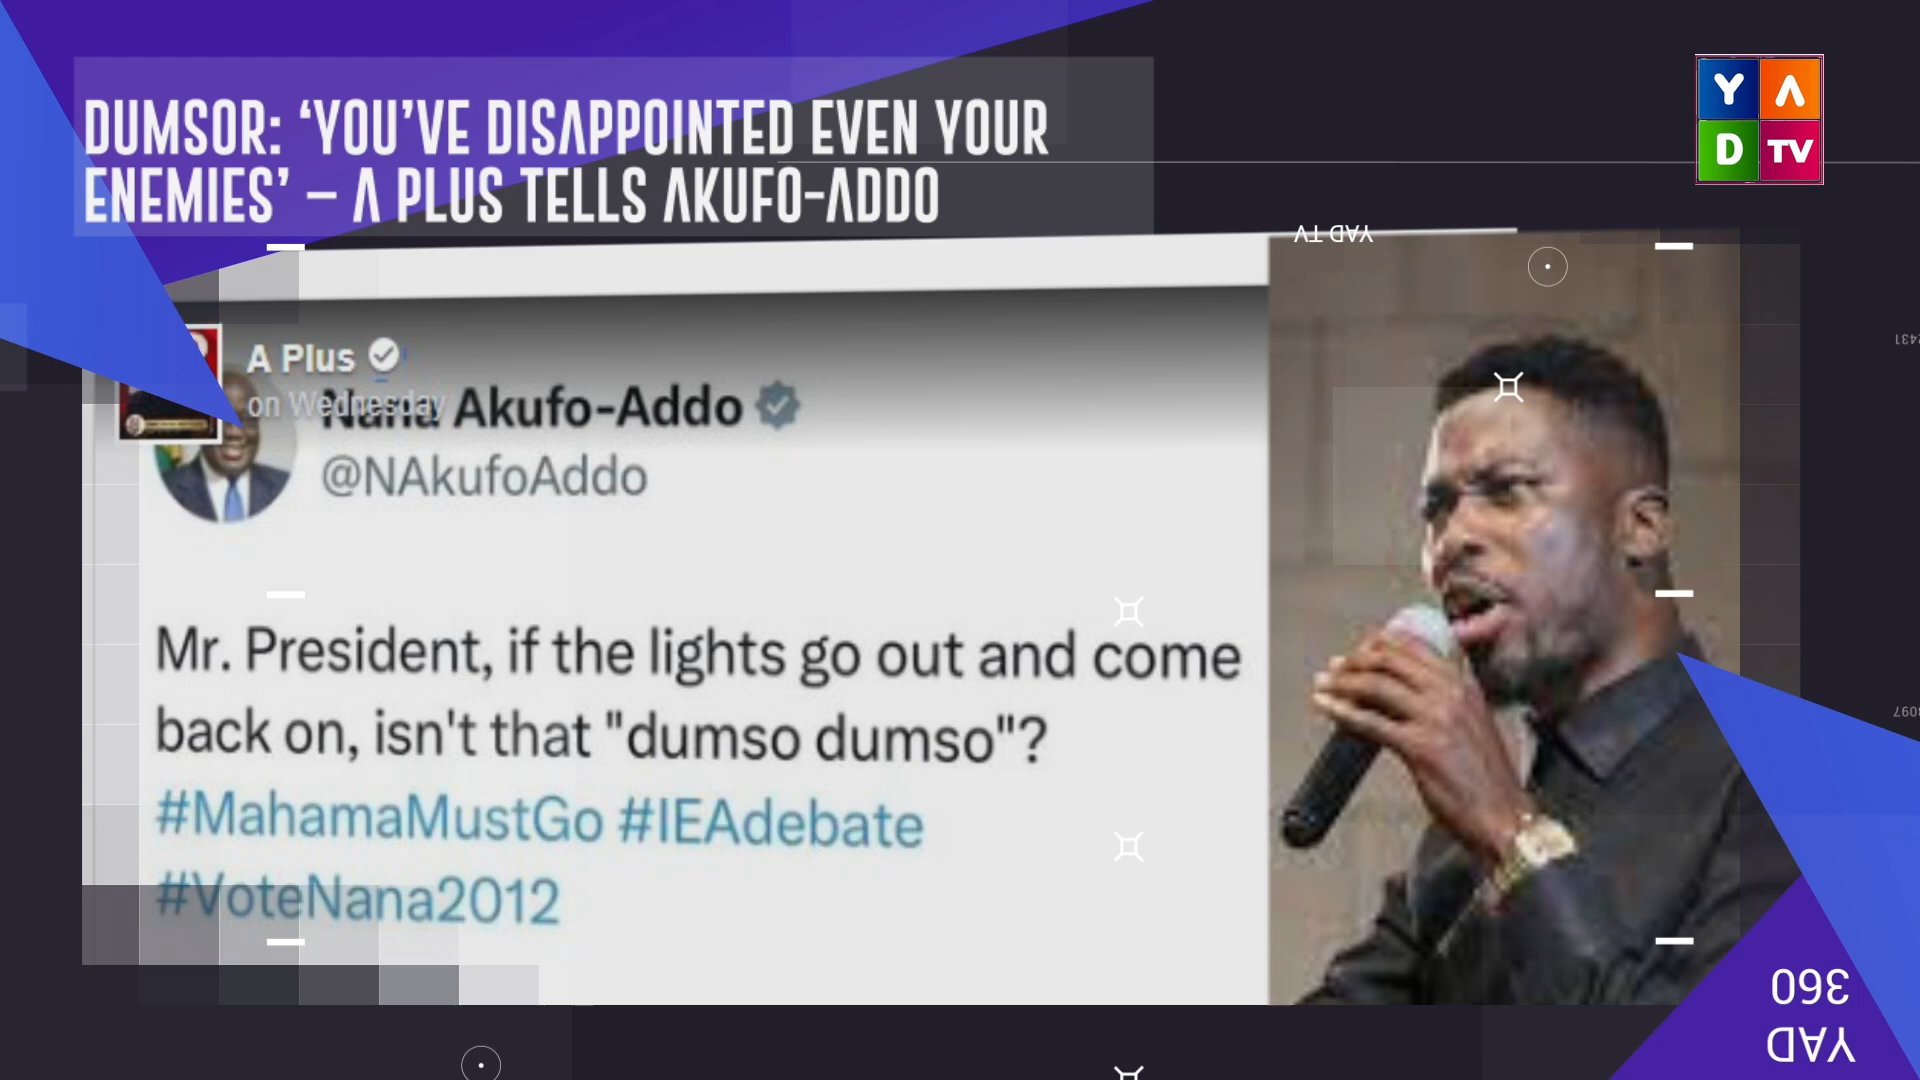 DUMSOR: ‘YOU’VE DISAPPOINTED EVEN YOUR
ENEMIES’ – A PLUS TELLS AKUFO-ADDO
Y A
D TV
YAD TV
A Plus
on Wednesday
Nana Akufo-Addo
@NAkufoAddo
Mr. President, if the lights go out and come
back on, isn't that "dumso dumso"?
#MahamaMustGo #IEAdebate
#VoteNana2012
YAD
360